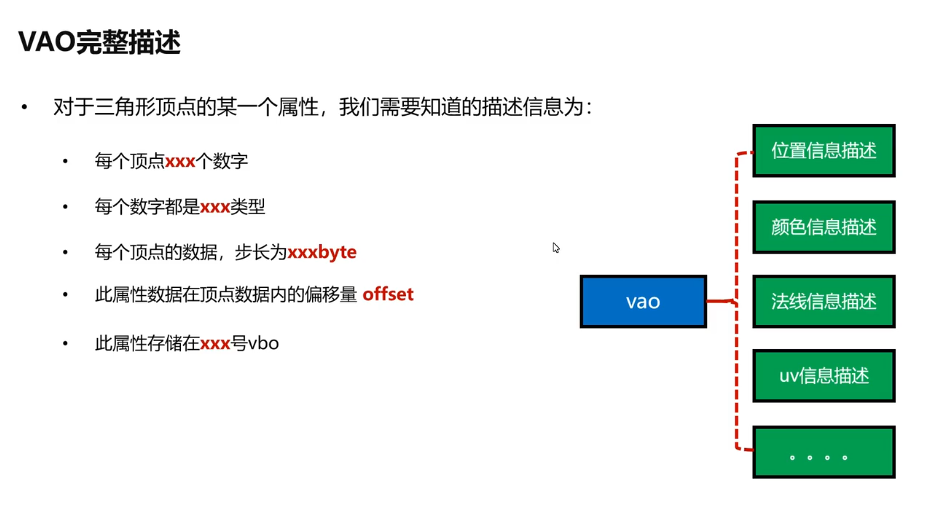 VAO完整描述
• 对于三角形顶点的某一个属性，我们需要知道的描述信息为：
• 每个顶点xxx个数字
• 每个数字都是xxx类型
• 每个顶点的数据，步长为xxxbyte
• 此属性数据在顶点数据内的偏移量 offset
• 此属性存储在xxx号vbo
vao
位置信息描述
颜色信息描述
法线信息描述
uv信息描述
。。。。